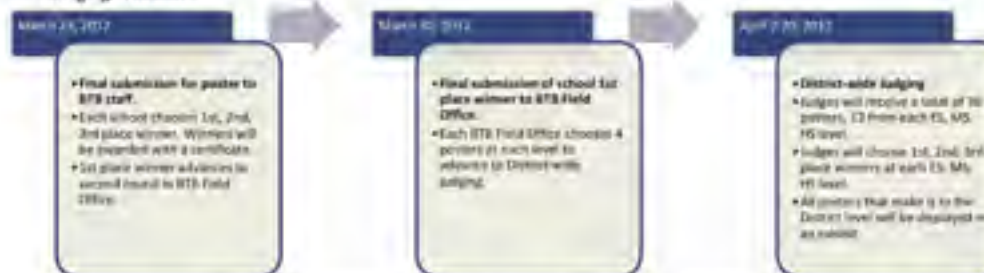 March 23, 2012
•Final submission for poster to
BTB staff.
•Each school chooses 1st, 2nd,
3rd place winner. Winners will
be awarded with a certificate.
•1st place winner advances to
second round to BTB Field
Office.
March 30, 2012
•Final submission of school 1st
place winner to BTB Field
Office.
•Each BTB Field Office chooses 4
posters at each level to
advance to District-wide
judging.
2012
•District-wide Judging
•Judges will receive a total of
posters, from each ES, MS,
HS level.
•Judges will choose 1st, 2nd, 3rd
place winners at each ES, MS,
HS level.
•All posters that make it to the
District level will be displayed